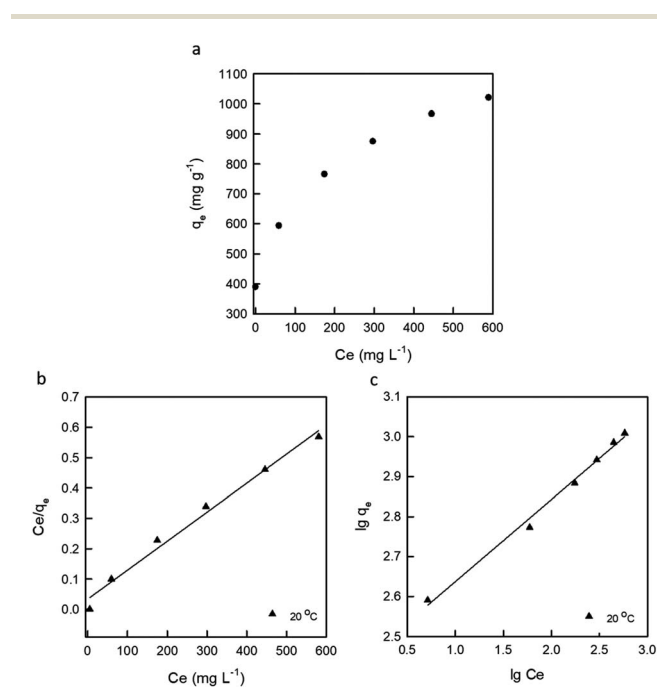 a
1100
1000
900
800
700
600
500
400
300
qₑ (mg g⁻¹)
0 100 200 300 400 500 600
Ce (mg L⁻¹)
b
0.7
0.6
0.5
0.4
0.3
0.2
0.1
0.0
Ce/qₑ
20 °C
0 100 200 300 400 500 600
Ce (mg L⁻¹)
c
3.1
3.0
2.9
2.8
2.7
2.6
2.5
lg qₑ
20 °C
0.5 1.0 1.5 2.0 2.5 3.0
lg Ce